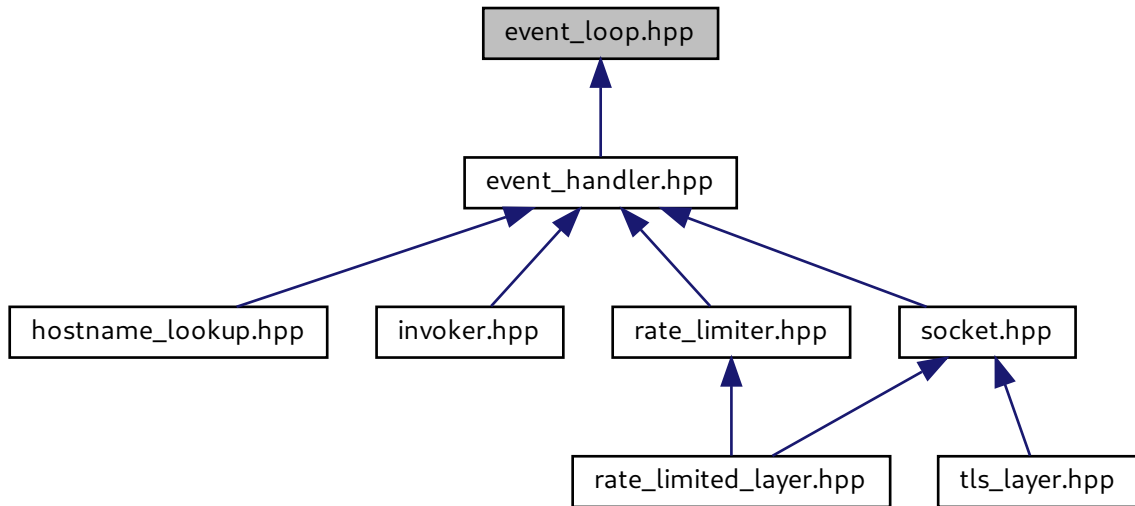 event_loop.hpp
event_handler.hpp
hostname_lookup.hpp
invoker.hpp
rate_limiter.hpp
socket.hpp
rate_limited_layer.hpp
tls_layer.hpp